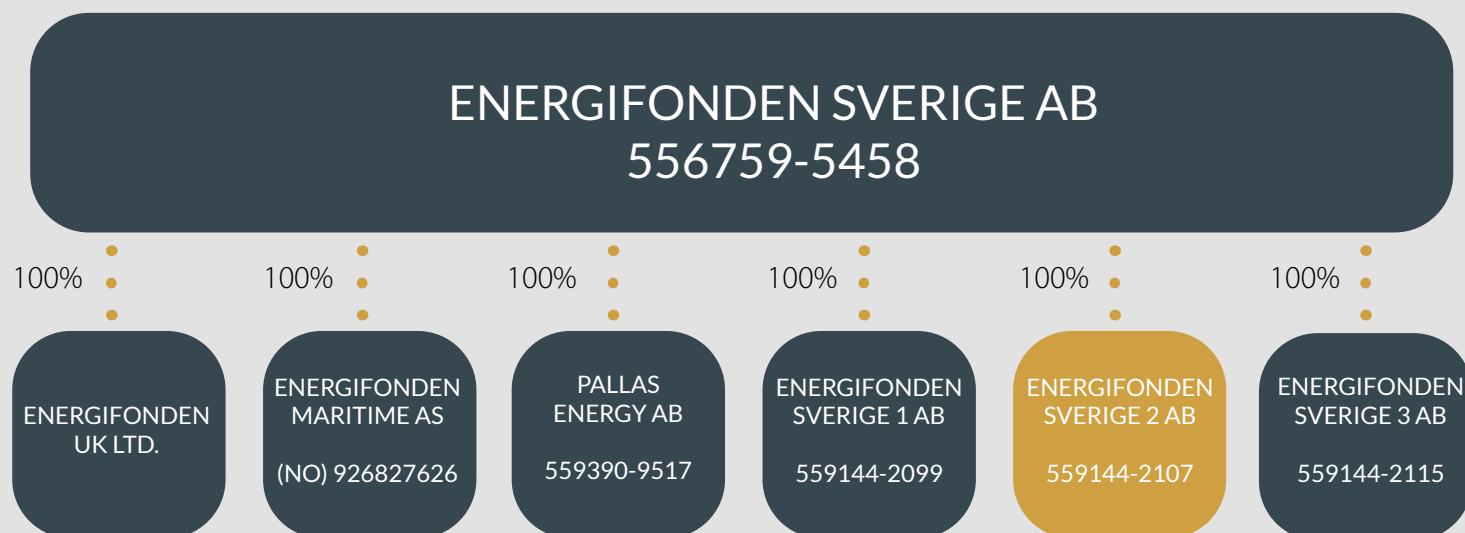 ENERGIFONDEN SVERIGE AB
556759-5458
100%
100%
100%
100%
100%
100%
ENERGIFONDEN
UK LTD.
ENERGIFONDEN
MARITIME AS
(NO) 926827626
PALLAS
ENERGY AB
559390-9517
ENERGIFONDEN
SVERIGE 1 AB
559144-2099
ENERGIFONDEN
SVERIGE 2 AB
559144-2107
ENERGIFONDEN
SVERIGE 3 AB
559144-2115